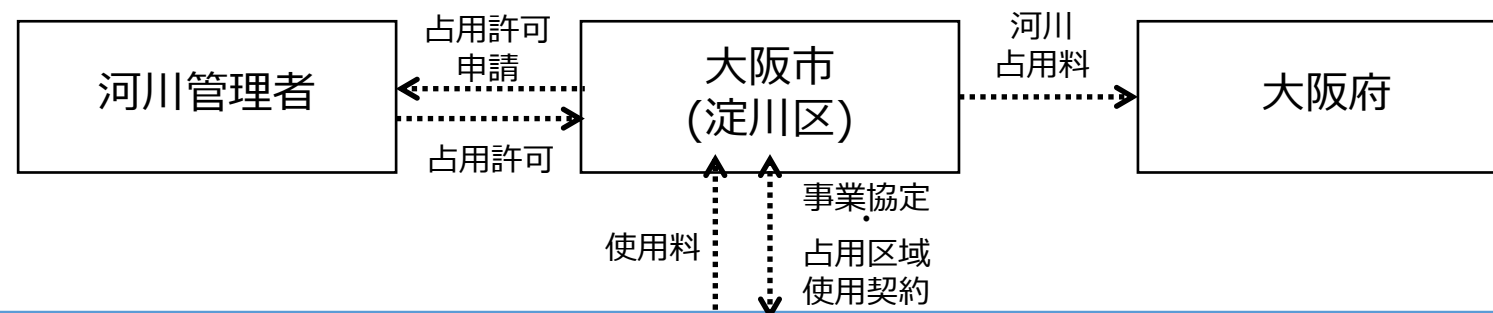 河川管理者
占用許可
申請
占用許可
大阪市
(淀川区)
河川
占用料
大阪府
使用料
事業協定
・
占用区域
使用契約